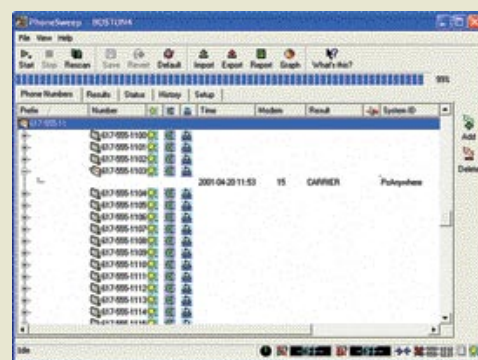 PhoneSweep BOSTON4
File View Help
Start Stop Rescan Save Revert Default Import Export Report Graph What's this?
99%
Phone Numbers Results Status History Setup
Prefix Number Time Modem Result System ID
617-555-11
617-555-1100
617-555-1101
617-555-1102
617-555-1103
2001-04-20 11:53 15 CARRIER PcAnywhere
617-555-1104
617-555-1105
617-555-1106
617-555-1107
617-555-1108
617-555-1109
617-555-1110
617-555-1111
617-555-1112
617-555-1113
617-555-1114
617-555-1115
Add
Delete
Idle